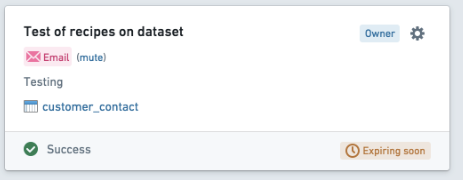 Test of recipes on dataset
Owner
Email (mute)
Testing
customer_contact
Success
Expiring soon